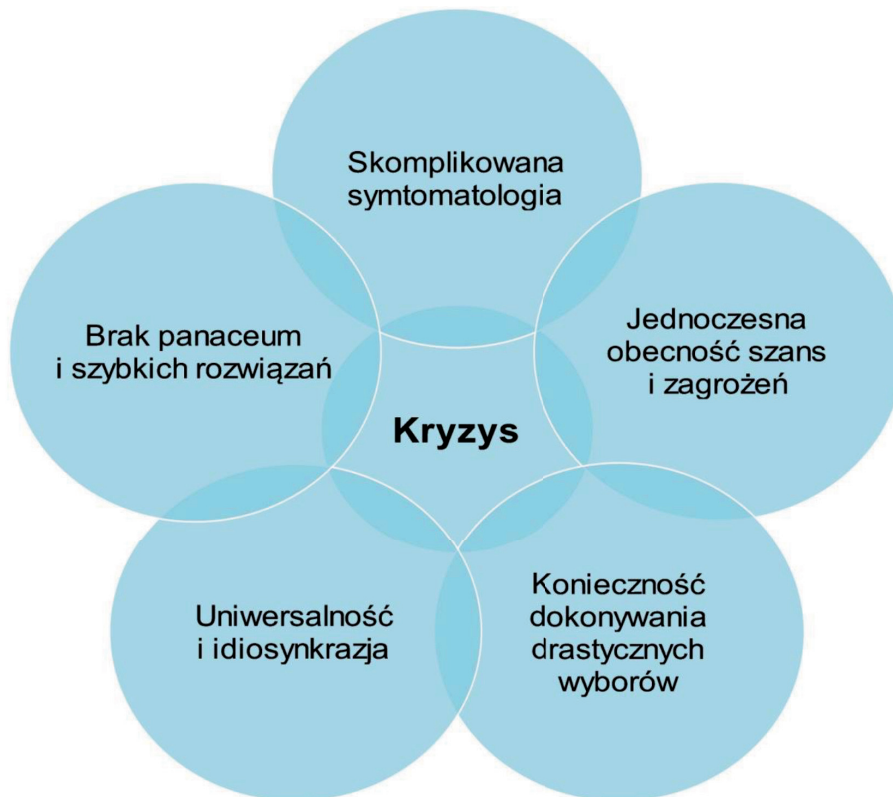 Skomplikowana
symtomatologia
Jednoczesna
obecność szans
i zagrożeń
Brak panaceum
i szybkich rozwiązań
Kryzys
Uniwersalność
i idiosynkrazja
Konieczność
dokonywania
drastycznych
wyborów